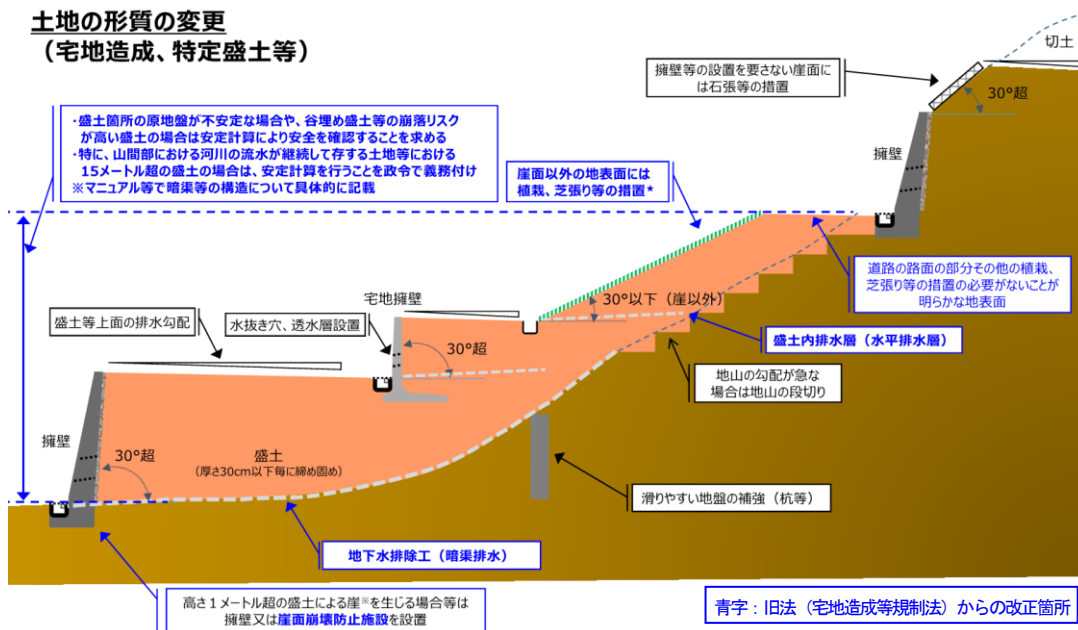 土地の形質の変更
（宅地造成、特定盛土等）
切土
擁壁等の設置を要さない崖面に
は石張等の措置
30°超
・盛土箇所の原地盤が不安定な場合や、谷埋め盛土等の崩落リスク
が高い盛土の場合は安定計算により安全を確認することを求める
・特に、山間部における河川の流水が継続して存する土地等における
15メートル超の盛土の場合は、安定計算を行うことを政令で義務付け
※マニュアル等で暗渠等の構造について具体的に記載
崖面以外の地表面には
植栽、芝張り等の措置*
擁壁
道路の路面の部分その他の植栽、
芝張り等の措置の必要がないことが
明らかな地表面
宅地擁壁
30°以下（崖以外）
盛土等上面の排水勾配
水抜き穴、透水層設置
盛土内排水層（水平排水層）
30°超
地山の勾配が急な
場合は地山の段切り
擁壁
30°超
盛土
（厚さ30cm以下毎に締め固め）
滑りやすい地盤の補強（杭等）
地下水排除工（暗渠排水）
高さ１メートル超の盛土による崖※を生じる場合等は
擁壁又は崖面崩壊防止施設を設置
青字：旧法（宅地造成等規制法）からの改正箇所